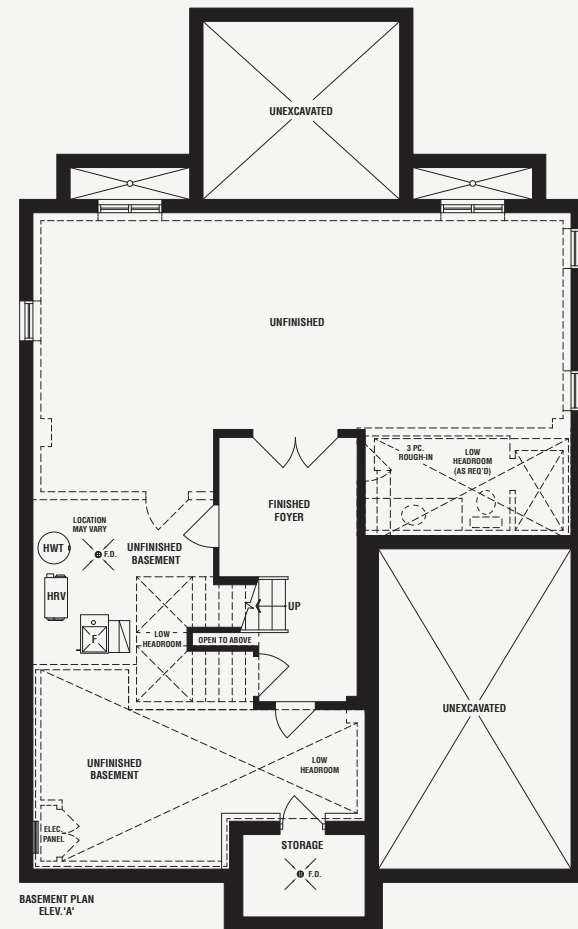 UNEXCAVATED
UNFINISHED
3 PC.
ROUGH-IN
LOW
HEADROOM
(AS REQ'D)
FINISHED
FOYER
LOCATION
MAY VARY
HWT
F.D.
UNFINISHED
BASEMENT
HRV
UP
F
LOW
HEADROOM
OPEN TO ABOVE
UNEXCAVATED
UNFINISHED
BASEMENT
LOW
HEADROOM
ELEC.
PANEL
STORAGE
F.D.
BASEMENT PLAN
ELEV.'A'